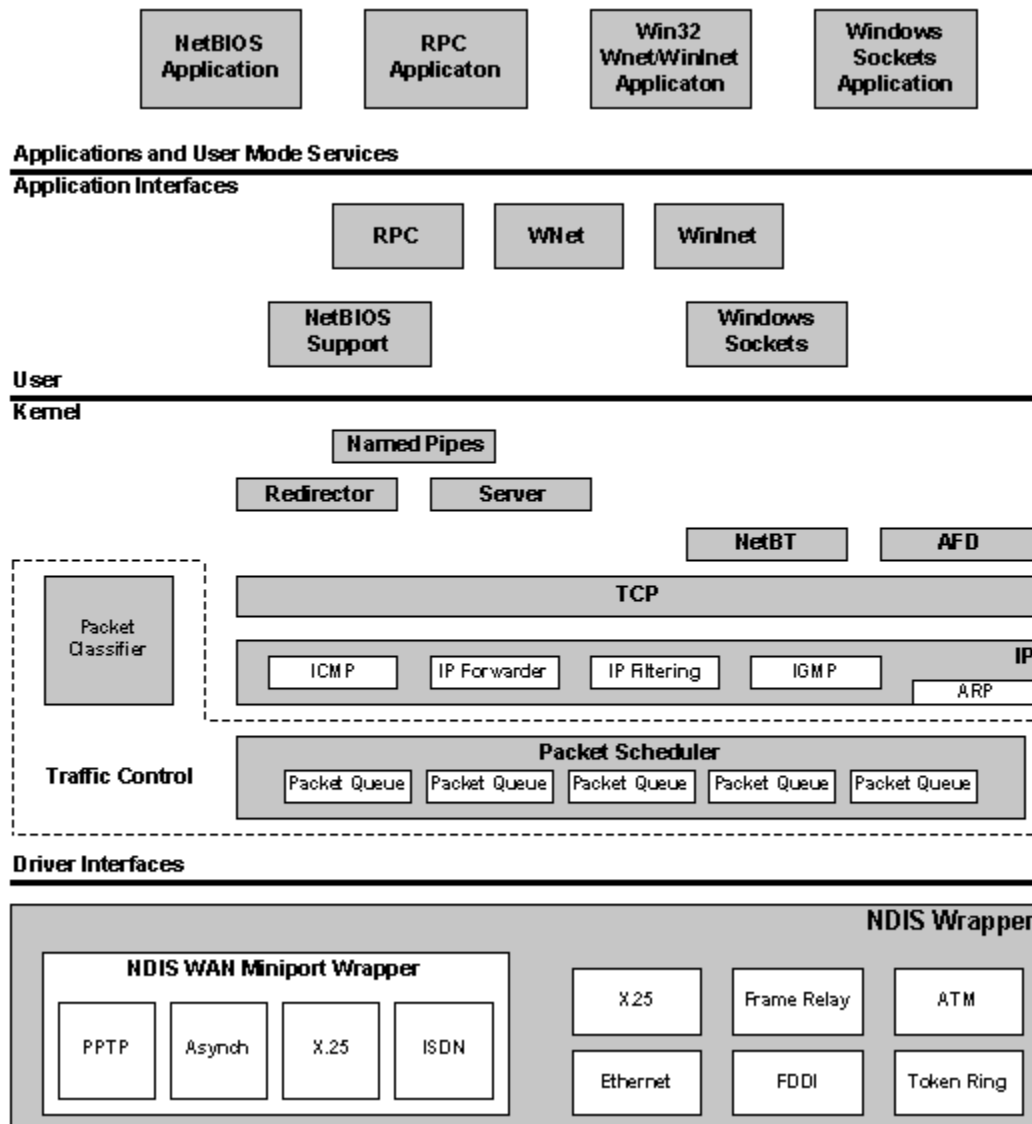 NetBIOS
Application
RPC
Applicaton
Win32
Wnet/WinInet
Applicaton
Windows
Sockets
Application
Applications and User Mode Services
Application Interfaces
RPC
WNet
WinInet
NetBIOS
Support
Windows
Sockets
User
Kernel
Named Pipes
Redirector
Server
NetBT
AFD
Packet
Classifier
TCP
IP
ICMP
IP Forwarder
IP Filtering
IGMP
ARP
Traffic Control
Packet Scheduler
Packet Queue
Packet Queue
Packet Queue
Packet Queue
Packet Queue
Driver Interfaces
NDIS Wrapper
NDIS WAN Miniport Wrapper
PPTP
Asynch
X.25
ISDN
X.25
Frame Relay
ATM
Ethernet
FDDI
Token Ring